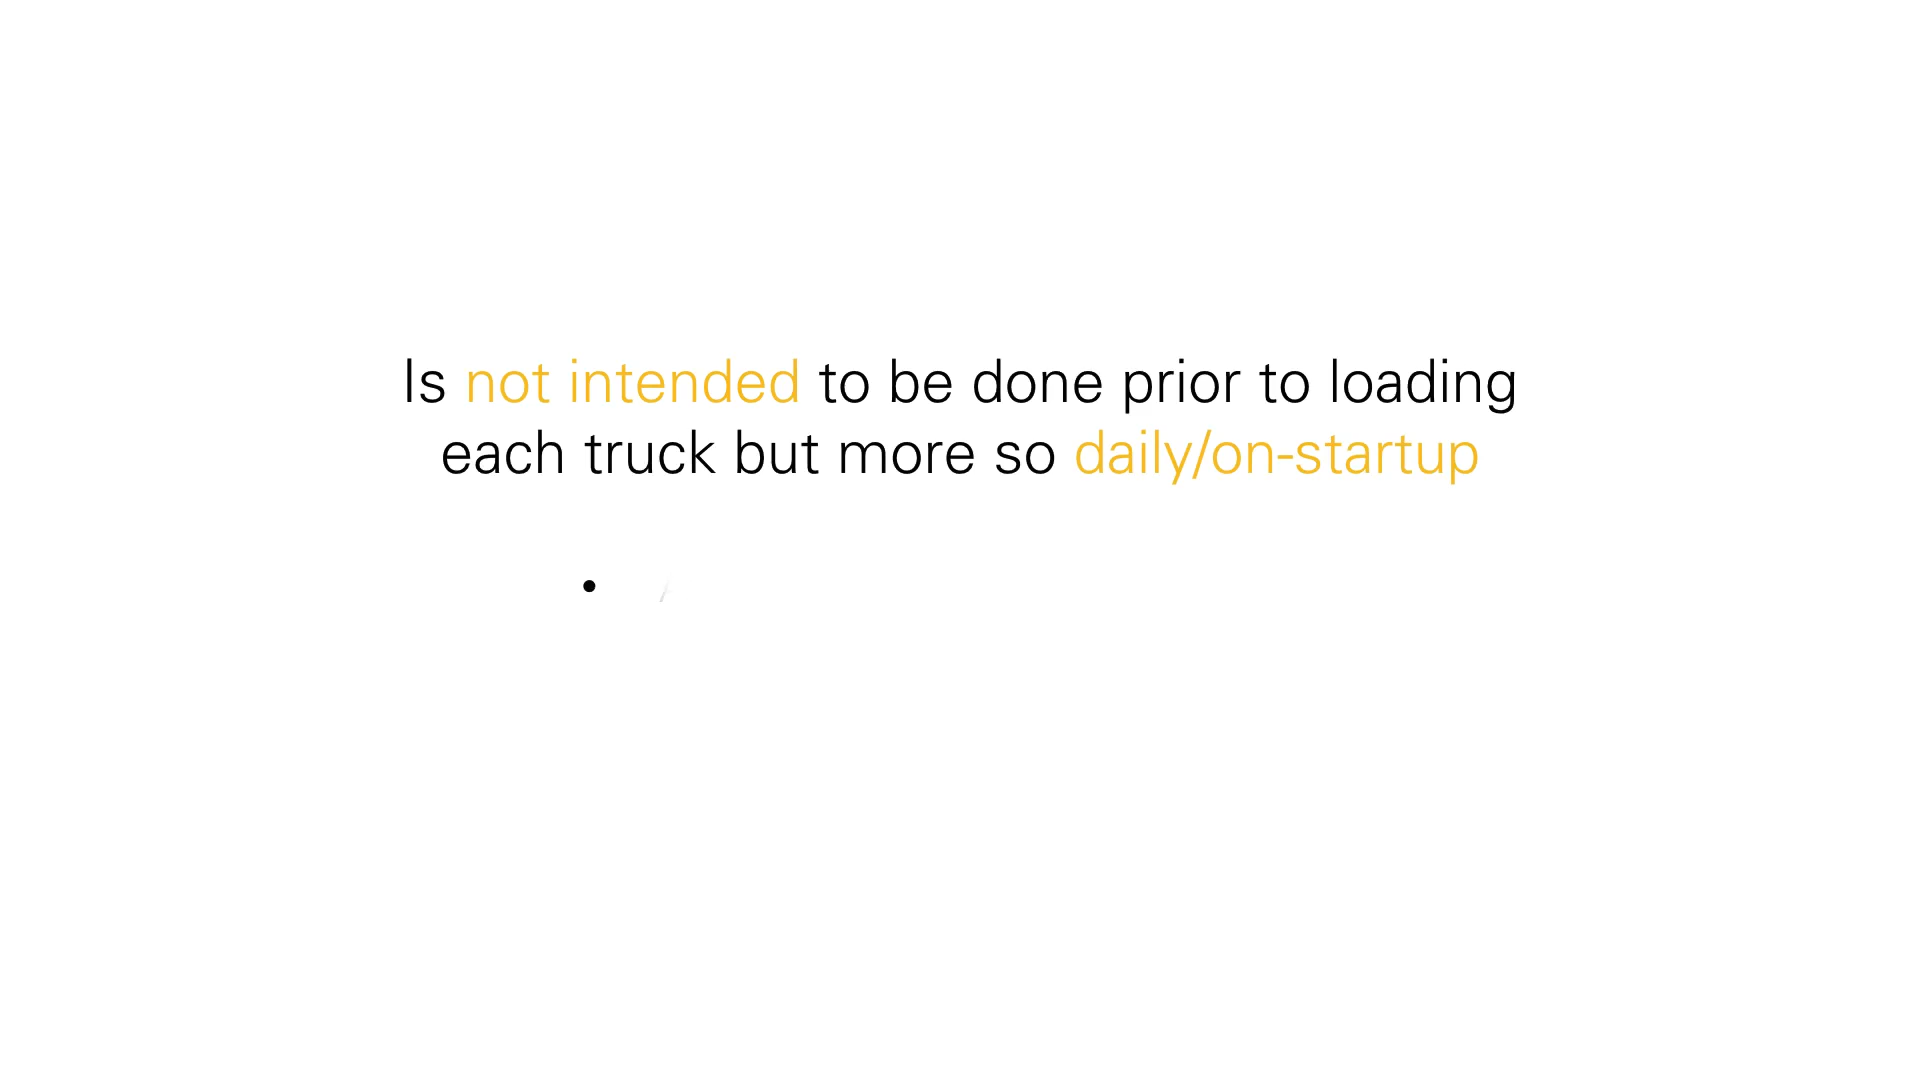 Is not intended to be done prior to loading
each truck but more so daily/on-startup
•